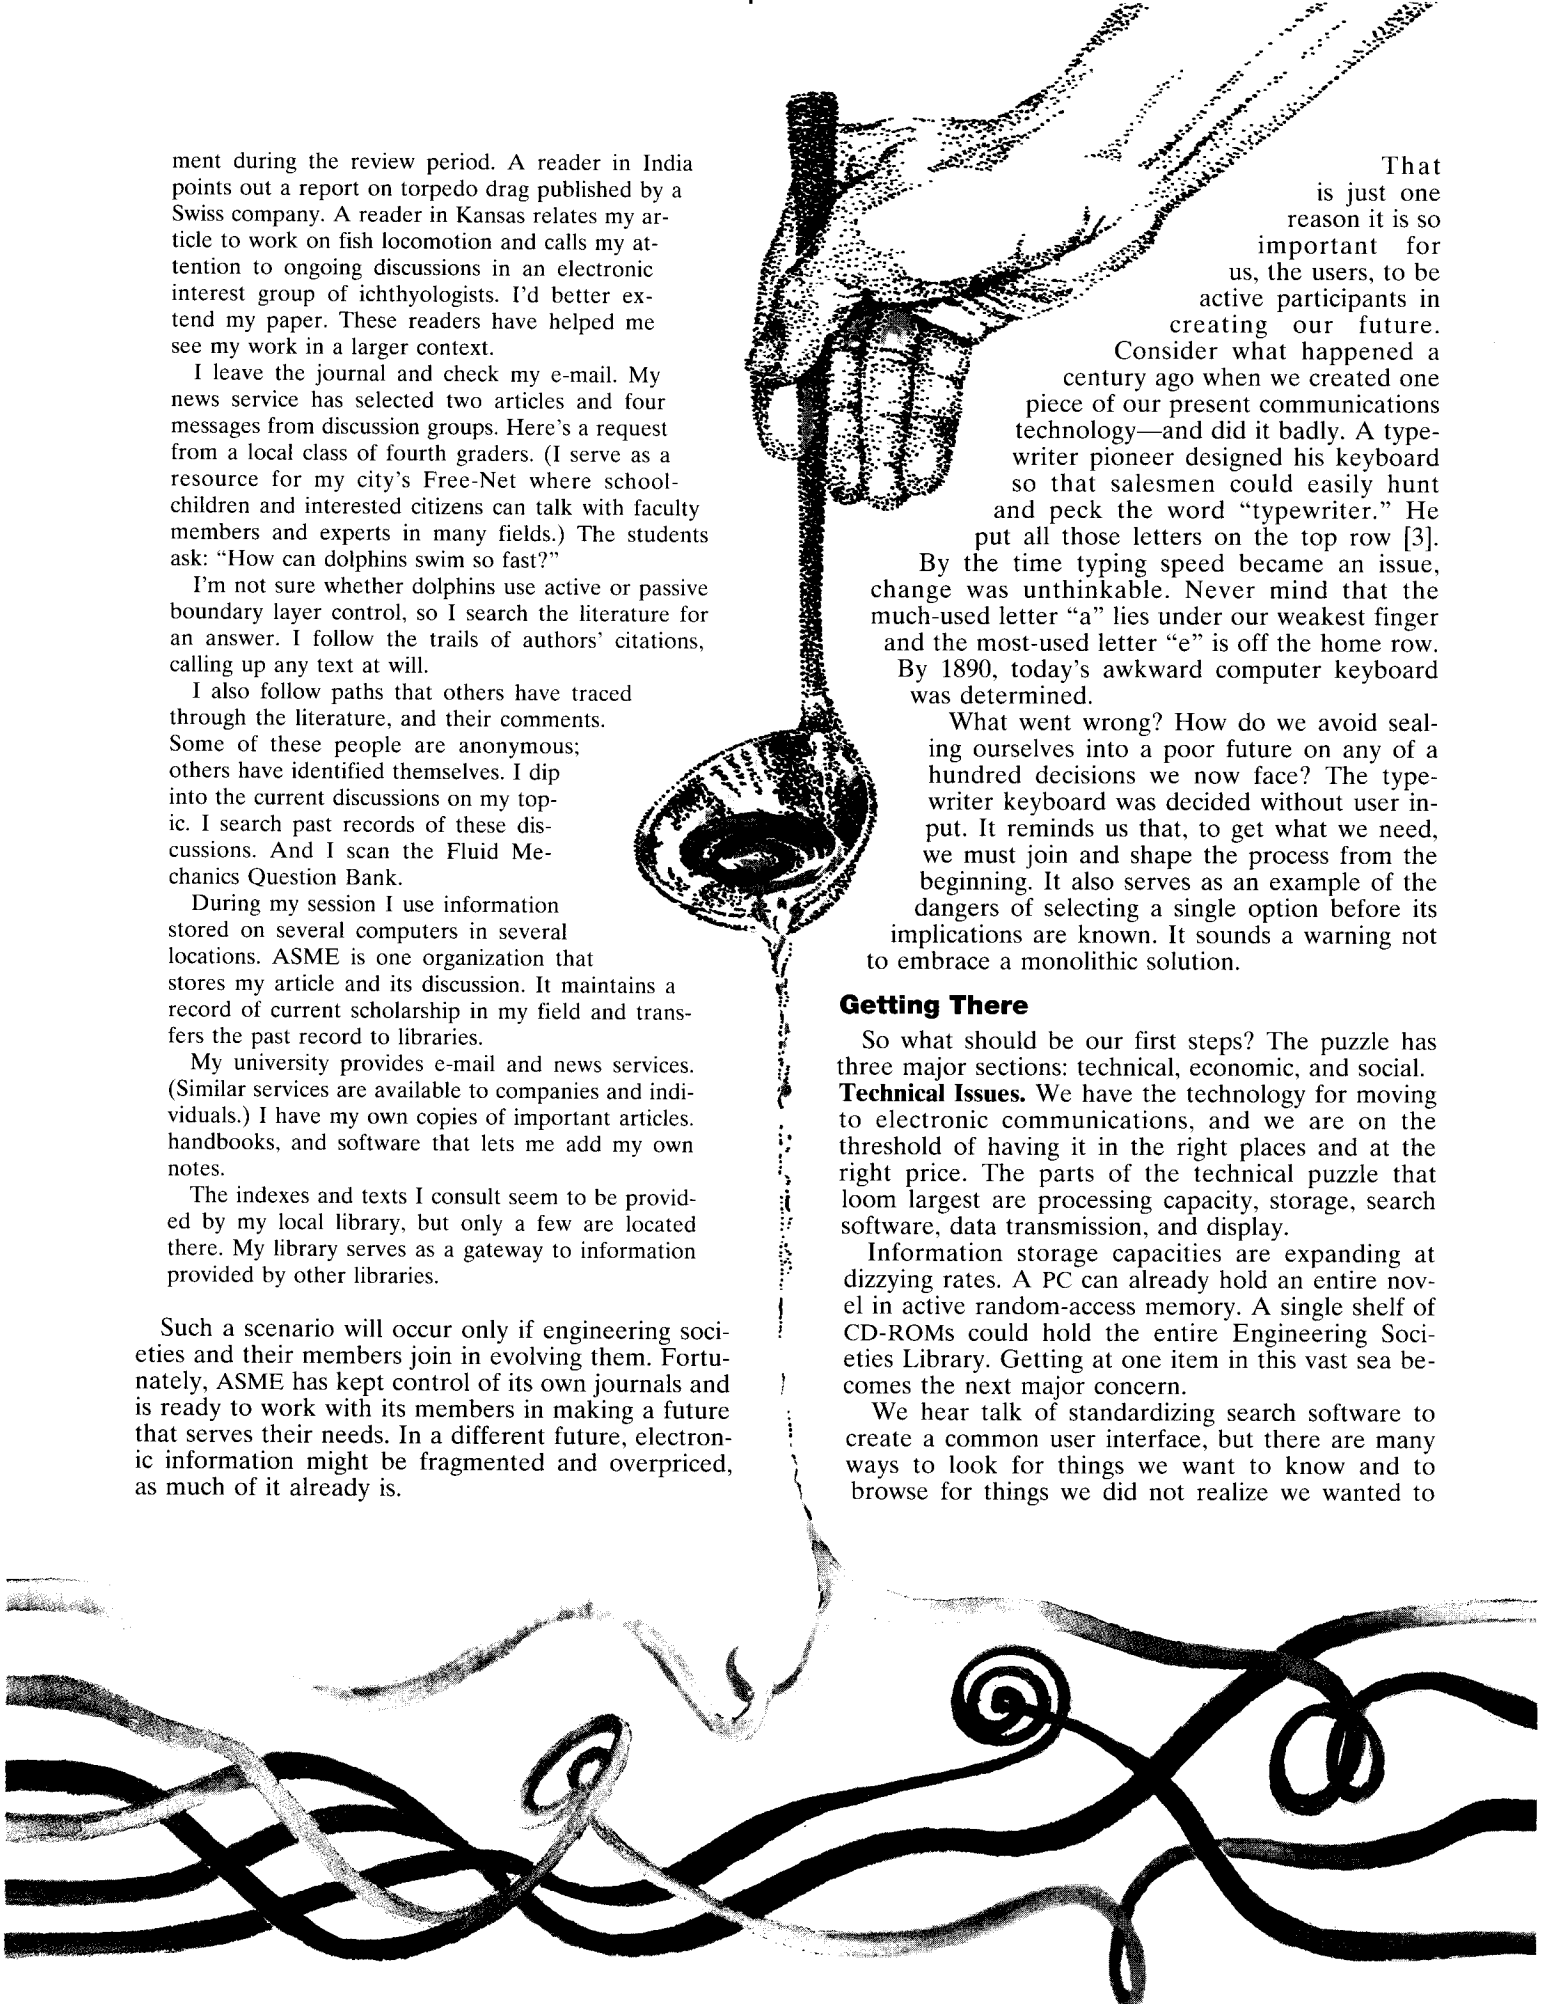 ment during the review period. A reader in India
points out a report on torpedo drag published by a
Swiss company. A reader in Kansas relates my ar-
ticle to work on fish locomotion and calls my at-
tention to ongoing discussions in an electronic
interest group of ichthyologists. I'd better ex-
tend my paper. These readers have helped me
see my work in a larger context.
I leave the journal and check my e-mail. My
news service has selected two articles and four
messages from discussion groups. Here's a request
from a local class of fourth graders. (I serve as a
resource for my city's Free-Net where school-
children and interested citizens can talk with faculty
members and experts in many fields.) The students
ask: “How can dolphins swim so fast?”
I'm not sure whether dolphins use active or passive
boundary layer control, so I search the literature for
an answer. I follow the trails of authors' citations,
calling up any text at will.
I also follow paths that others have traced
through the literature, and their comments.
Some of these people are anonymous;
others have identified themselves. I dip
into the current discussions on my top-
ic. I search past records of these dis-
cussions. And I scan the Fluid Me-
chanics Question Bank.
During my session I use information
stored on several computers in several
locations. ASME is one organization that
stores my article and its discussion. It maintains a
record of current scholarship in my field and trans-
fers the past record to libraries.
My university provides e-mail and news services.
(Similar services are available to companies and indi-
viduals.) I have my own copies of important articles.
handbooks, and software that lets me add my own
notes.
The indexes and texts I consult seem to be provid-
ed by my local library, but only a few are located
there. My library serves as a gateway to information
provided by other libraries.
Such a scenario will occur only if engineering soci-
eties and their members join in evolving them. Fortu-
nately, ASME has kept control of its own journals and
is ready to work with its members in making a future
that serves their needs. In a different future, electron-
ic information might be fragmented and overpriced,
as much of it already is.
That
is just one
reason it is so
important for
us, the users, to be
active participants in
creating our future.
Consider what happened a
century ago when we created one
piece of our present communications
technology—and did it badly. A type-
writer pioneer designed his keyboard
so that salesmen could easily hunt
and peck the word “typewriter.” He
put all those letters on the top row [3].
By the time typing speed became an issue,
change was unthinkable. Never mind that the
much-used letter “a” lies under our weakest finger
and the most-used letter “e” is off the home row.
By 1890, today's awkward computer keyboard
was determined.
What went wrong? How do we avoid seal-
ing ourselves into a poor future on any of a
hundred decisions we now face? The type-
writer keyboard was decided without user in-
put. It reminds us that, to get what we need,
we must join and shape the process from the
beginning. It also serves as an example of the
dangers of selecting a single option before its
implications are known. It sounds a warning not
to embrace a monolithic solution.
Getting There
So what should be our first steps? The puzzle has
three major sections: technical, economic, and social.
Technical Issues. We have the technology for moving
to electronic communications, and we are on the
threshold of having it in the right places and at the
right price. The parts of the technical puzzle that
loom largest are processing capacity, storage, search
software, data transmission, and display.
Information storage capacities are expanding at
dizzying rates. A PC can already hold an entire nov-
el in active random-access memory. A single shelf of
CD-ROMs could hold the entire Engineering Soci-
eties Library. Getting at one item in this vast sea be-
comes the next major concern.
We hear talk of standardizing search software to
create a common user interface, but there are many
ways to look for things we want to know and to
browse for things we did not realize we wanted to